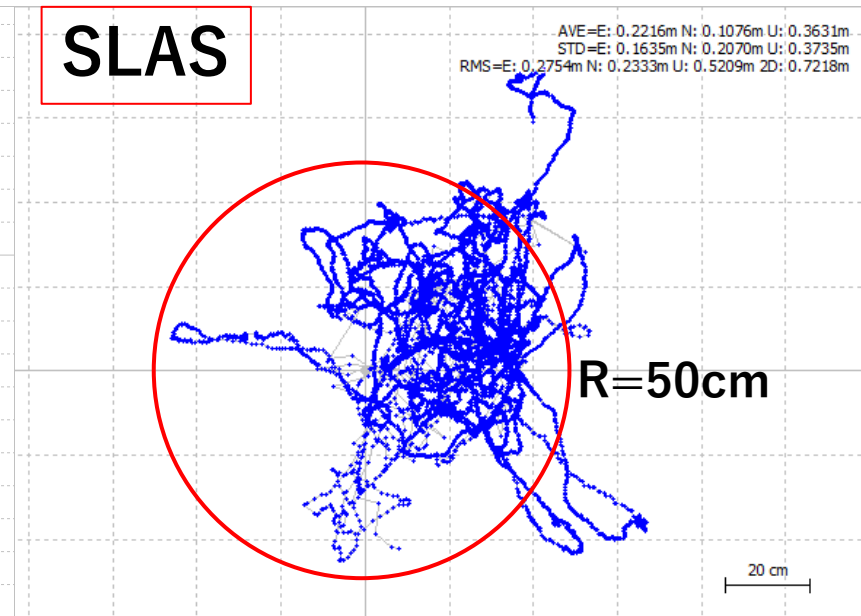 SLAS
AVE=E: 0.2216m N: 0.1076m U: 0.3631m
STD=E: 0.1635m N: 0.2070m U: 0.3735m
RMS=E: 0.2754m N: 0.2333m U: 0.5209m 2D: 0.7218m
R=50cm
20 cm